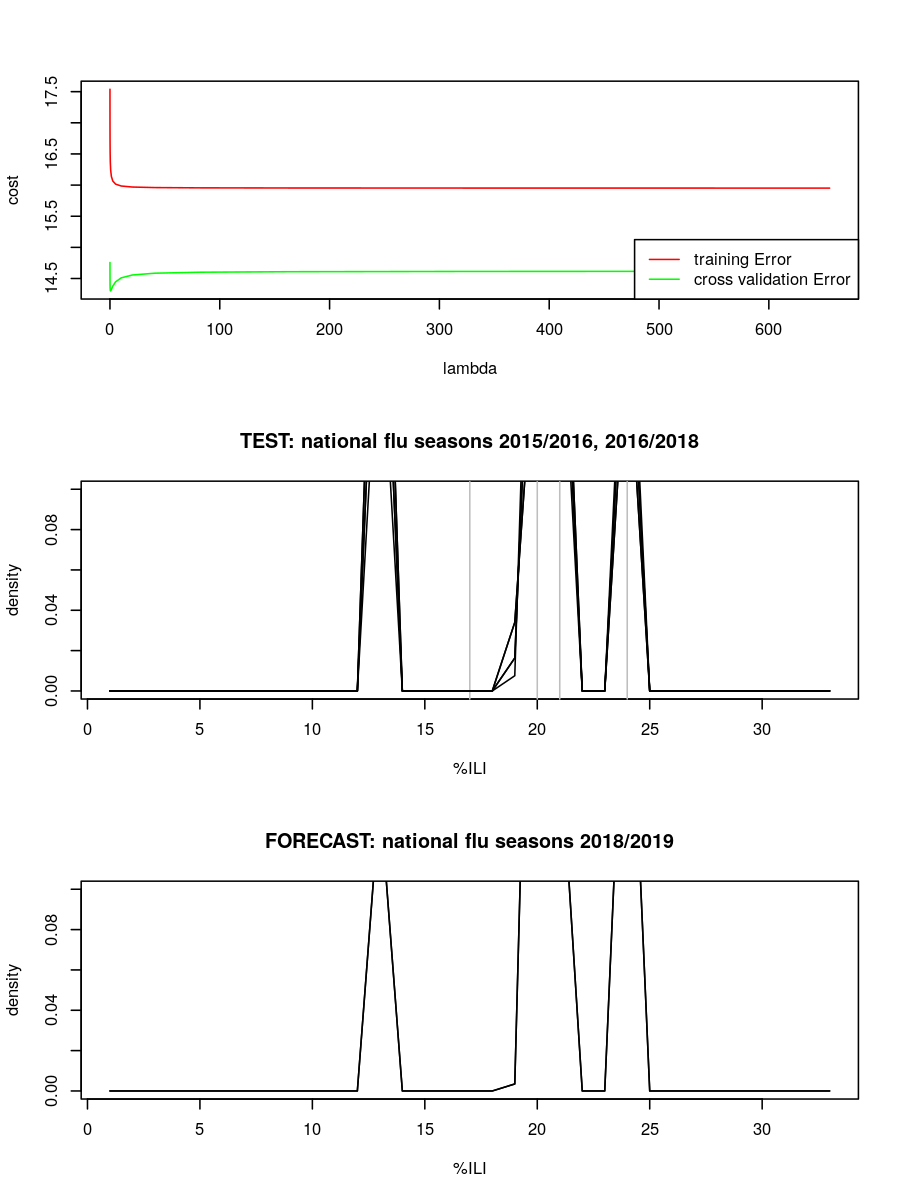 17.5
16.5
15.5
14.5
cost
training Error
cross validation Error
0 100 200 300 400 500 600
lambda
TEST: national flu seasons 2015/2016, 2016/2018
0.08
0.04
0.00
density
0 5 10 15 20 25 30
%ILI
FORECAST: national flu seasons 2018/2019
0.08
0.04
0.00
density
0 5 10 15 20 25 30
%ILI